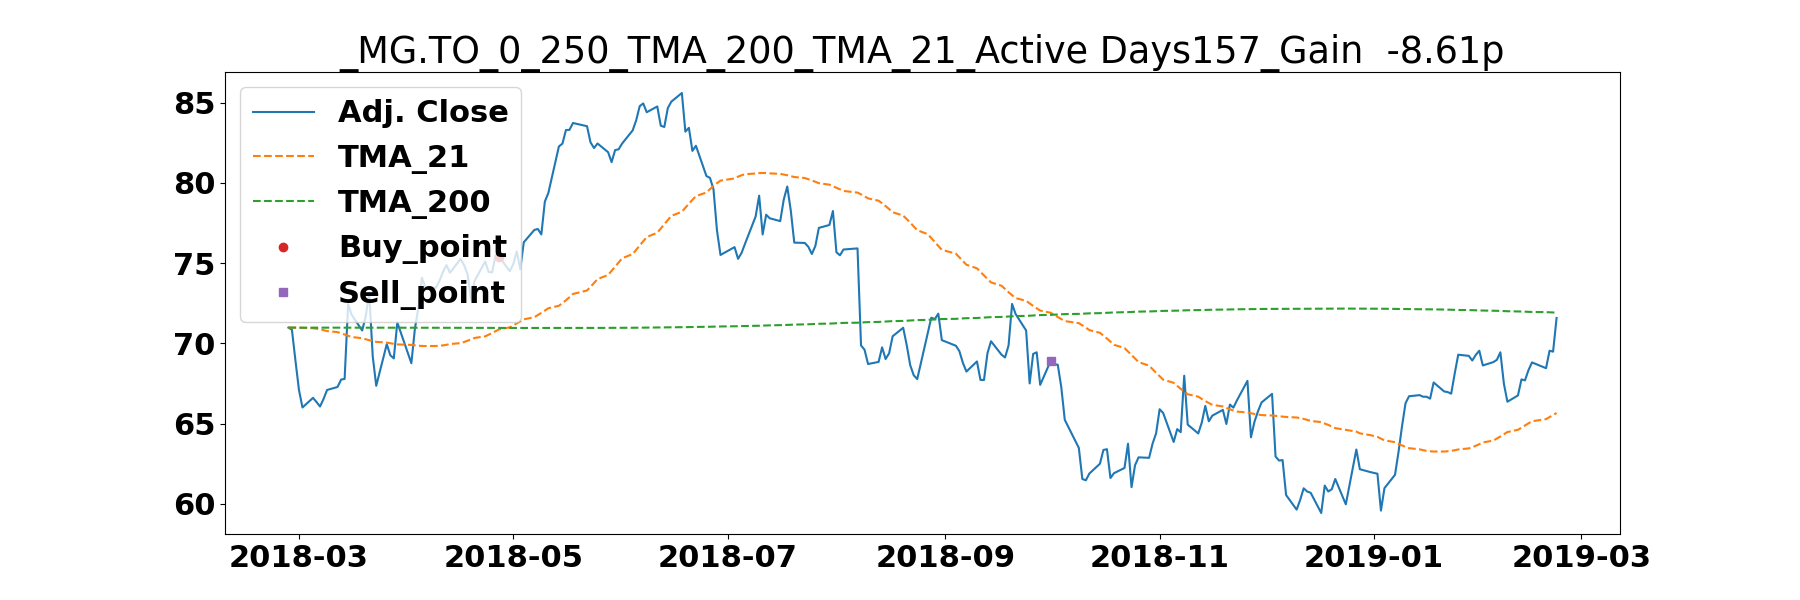 _MG.TO_0_250_TMA_200_TMA_21_Active Days157_Gain  -8.61p
Adj. Close
TMA_21
TMA_200
Buy_point
Sell_point
85
80
75
70
65
60
2018-03 2018-05 2018-07 2018-09 2018-11 2019-01 2019-03